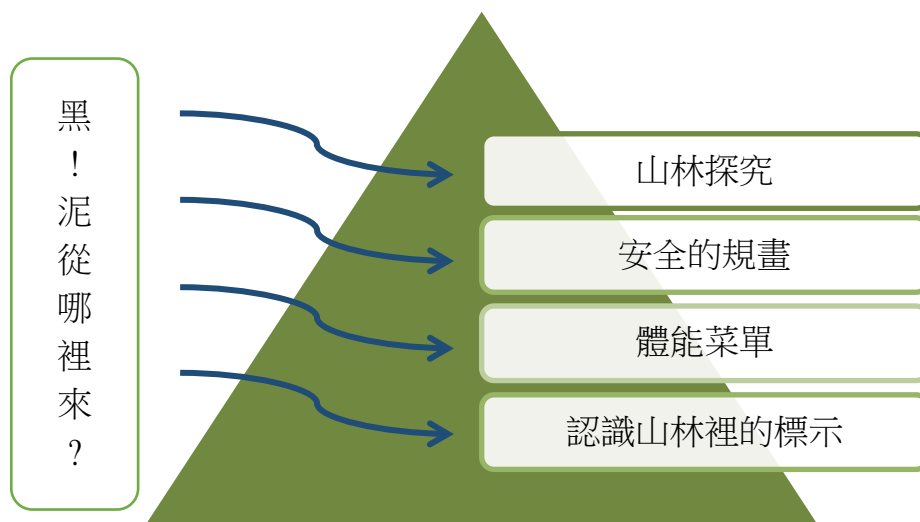 黑！泥從哪裡來？
山林探究
安全的規畫
體能菜單
認識山林裡的標示